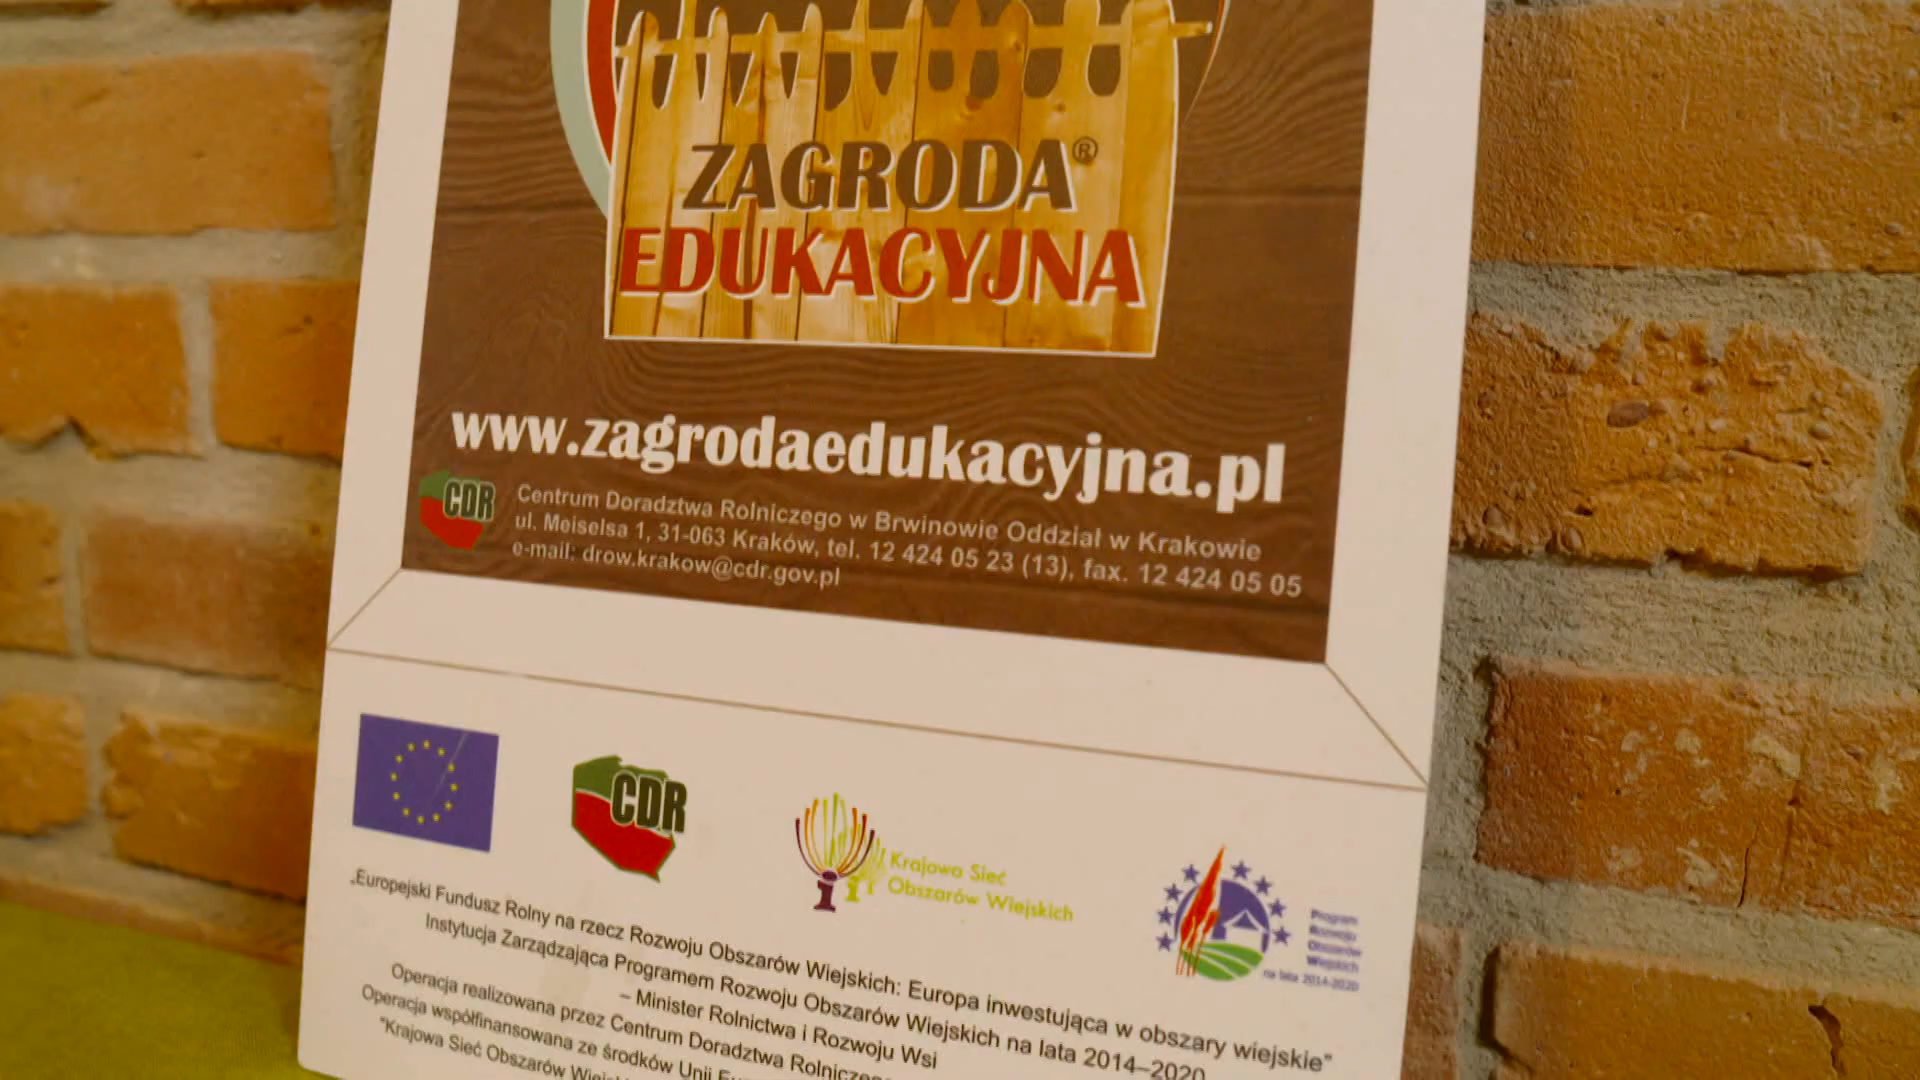 ZAGRODA®
EDUKACYJNA
www.zagrodaedukacyjna.pl
CDR
Centrum Doradztwa Rolniczego w Brwinowie Oddział w Krakowie
ul. Meiselsa 1, 31-063 Kraków, tel. 12 424 05 23 (13), fax. 12 424 05 05
e-mail: drow.krakow@cdr.gov.pl
CDR
Krajowa Sieć
Obszarów Wiejskich
Program
Rozwoju
Obszarów
Wiejskich
na lata 2014-2020
„Europejski Fundusz Rolny na rzecz Rozwoju Obszarów Wiejskich: Europa inwestująca w obszary wiejskie"
Instytucja Zarządzająca Programem Rozwoju Obszarów Wiejskich na lata 2014–2020
– Minister Rolnictwa i Rozwoju Wsi
Operacja realizowana przez Centrum Doradztwa
Operacja współfinansowana ze środków Unii
"Krajowa Sieć Obszarów